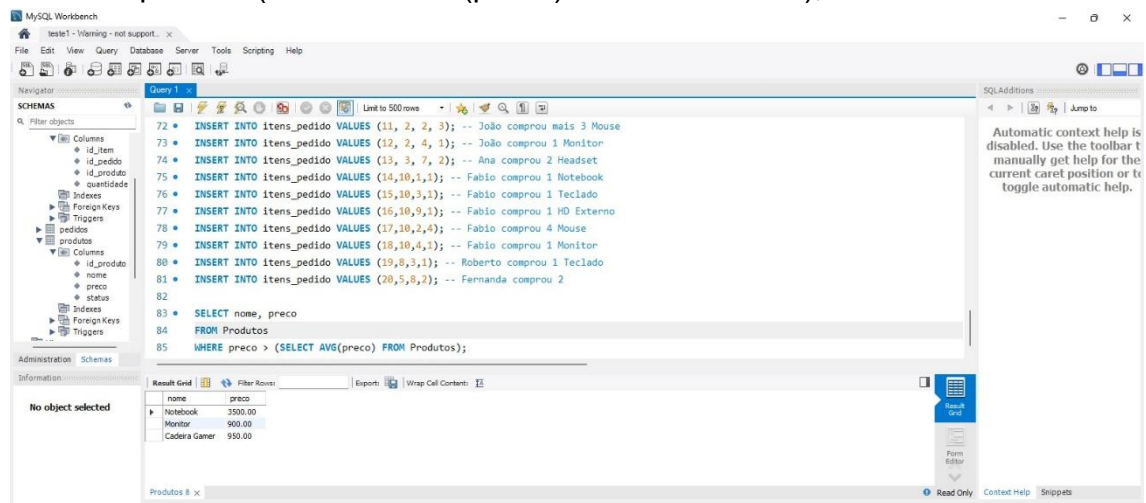 MySQL Workbench
teste1 - Warning - not support...
File Edit View Query Database Server Tools Scripting Help
Navigator
SCHEMAS
Filter objects
Columns
id_item
id_pedido
id_produto
quantidade
Indexes
Foreign Keys
Triggers
pedidos
produtos
Columns
id_produto
nome
preco
status
Indexes
Foreign Keys
Triggers
Administration Schemas
Information
No object selected
Query 1
Limit to 500 rows
72 INSERT INTO itens_pedido VALUES (11, 2, 2, 3); -- João comprou mais 3 Mouse
73 INSERT INTO itens_pedido VALUES (12, 2, 4, 1); -- João comprou 1 Monitor
74 INSERT INTO itens_pedido VALUES (13, 3, 7, 2); -- Ana comprou 2 Headset
75 INSERT INTO itens_pedido VALUES (14,10,1,1); -- Fabio comprou 1 Notebook
76 INSERT INTO itens_pedido VALUES (15,10,3,1); -- Fabio comprou 1 Teclado
77 INSERT INTO itens_pedido VALUES (16,10,9,1); -- Fabio comprou 1 HD Externo
78 INSERT INTO itens_pedido VALUES (17,10,2,4); -- Fabio comprou 4 Mouse
79 INSERT INTO itens_pedido VALUES (18,10,4,1); -- Fabio comprou 1 Monitor
80 INSERT INTO itens_pedido VALUES (19,8,3,1); -- Roberto comprou 1 Teclado
81 INSERT INTO itens_pedido VALUES (20,5,8,2); -- Fernanda comprou 2
82
83 SELECT nome, preco
84 FROM Produtos
85 WHERE preco > (SELECT AVG(preco) FROM Produtos);
Result Grid Filter Rows: Export: Wrap Cell Content:
nome preco
Notebook 3500.00
Monitor 900.00
Cadeira Gamer 950.00
Result
Grid
Form
Editor
Produtos 8
Read Only
SQLAdditions
Jump to
Automatic context help is
disabled. Use the toolbar t
manually get help for the
current caret position or to
toggle automatic help.
Context Help Snippets